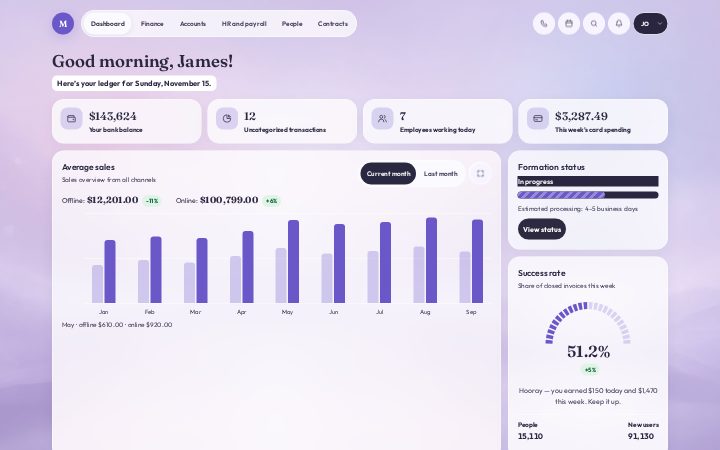 M
Dashboard
Finance
Accounts
HR and payroll
People
Contracts
JO
Good morning, James!
Here's your ledger for Sunday, November 15.
$143,624
Your bank balance
12
Uncategorized transactions
7
Employees working today
$3,287.49
This week's card spending
Average sales
Sales overview from all channels
Current month
Last month
Offline: $12,201.00 -11%
Online: $100,799.00 +6%
Jan
Feb
Mar
Apr
May
Jun
Jul
Aug
Sep
May · offline $610.00 · online $920.00
Formation status
In progress
Estimated processing: 4–5 business days
View status
Success rate
Share of closed invoices this week
51.2%
+5%
Hooray — you earned $150 today and $1,470
this week. Keep it up.
People
15,110
New users
91,130